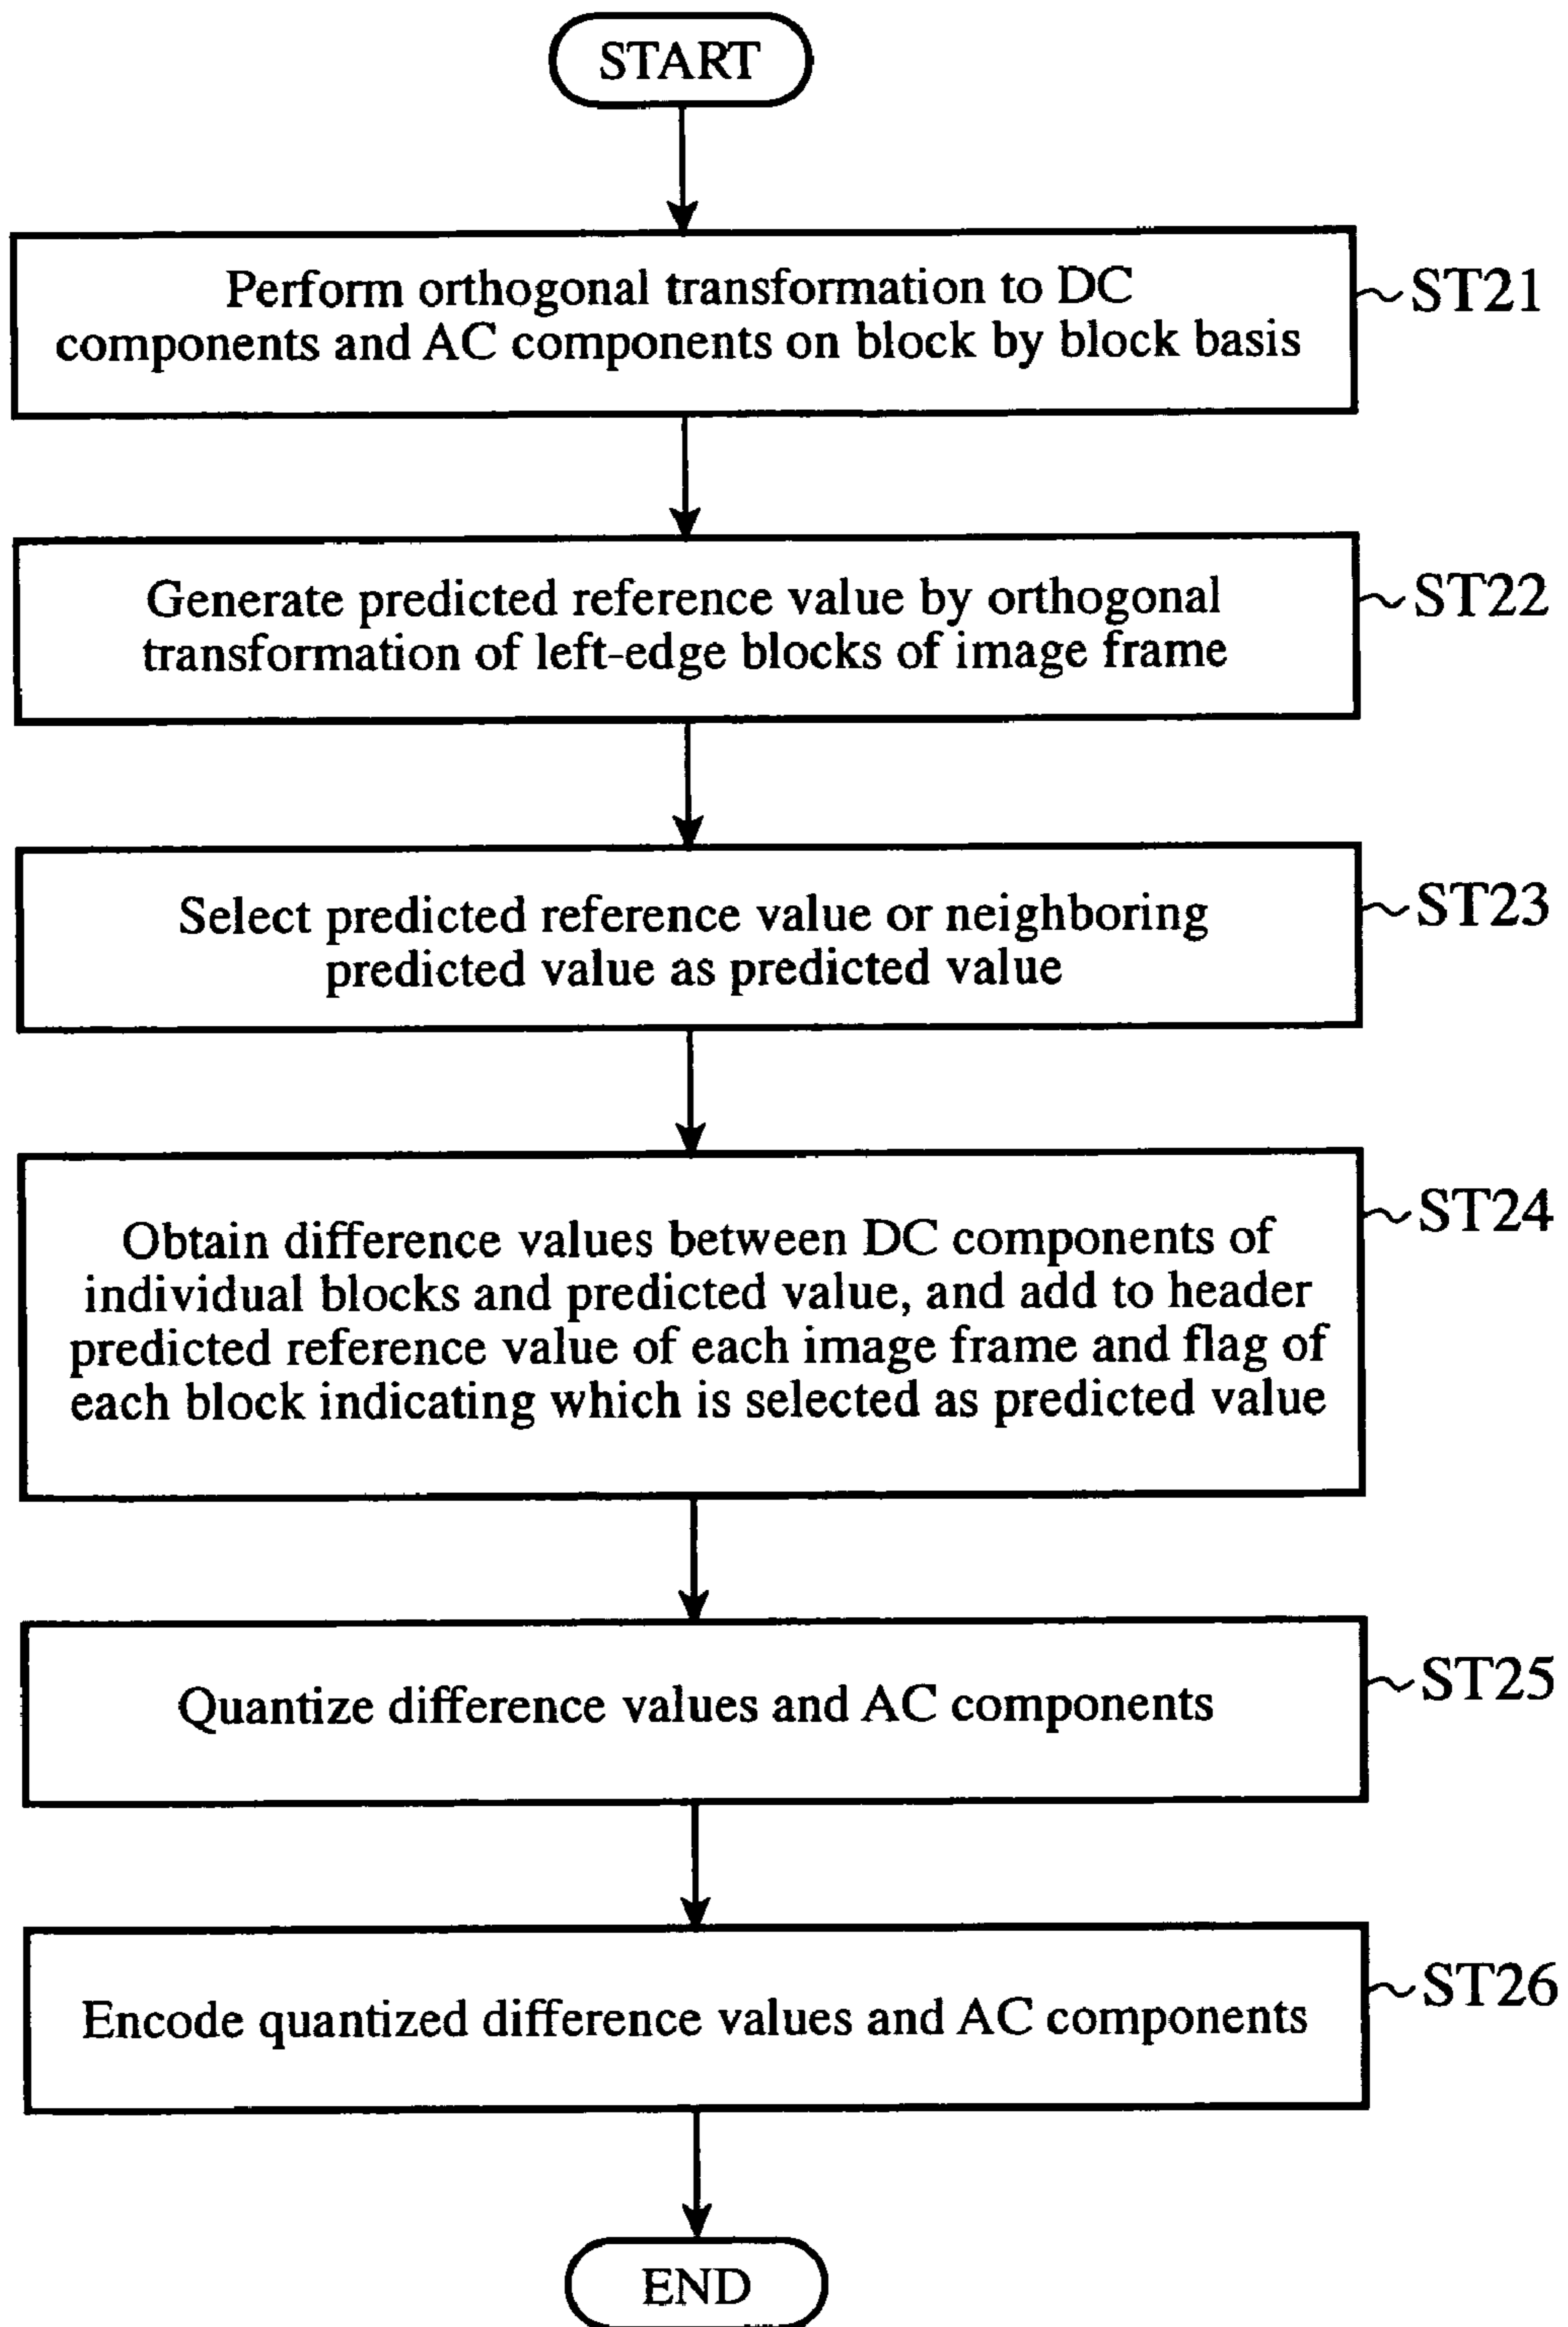 START
Perform orthogonal transformation to DC
components and AC components on block by block basis
ST21
Generate predicted reference value by orthogonal
transformation of left-edge blocks of image frame
ST22
Select predicted reference value or neighboring
predicted value as predicted value
ST23
Obtain difference values between DC components of
individual blocks and predicted value, and add to header
predicted reference value of each image frame and flag of
each block indicating which is selected as predicted value
ST24
Quantize difference values and AC components
ST25
Encode quantized difference values and AC components
ST26
END